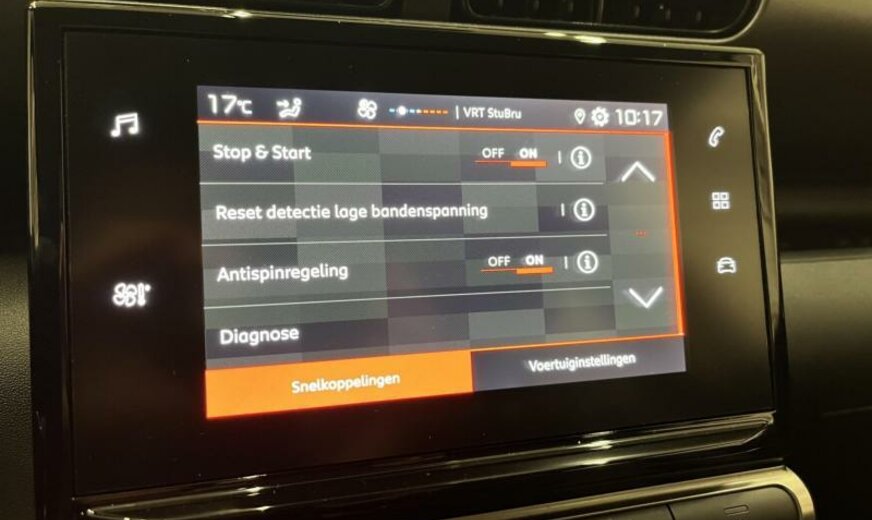 17°C | VRT StuBru 10:17
Stop & Start OFF ON
Reset detectie lage bandenspanning
Antispinregeling OFF ON
Diagnose
Snelkoppelingen Voertuiginstellingen